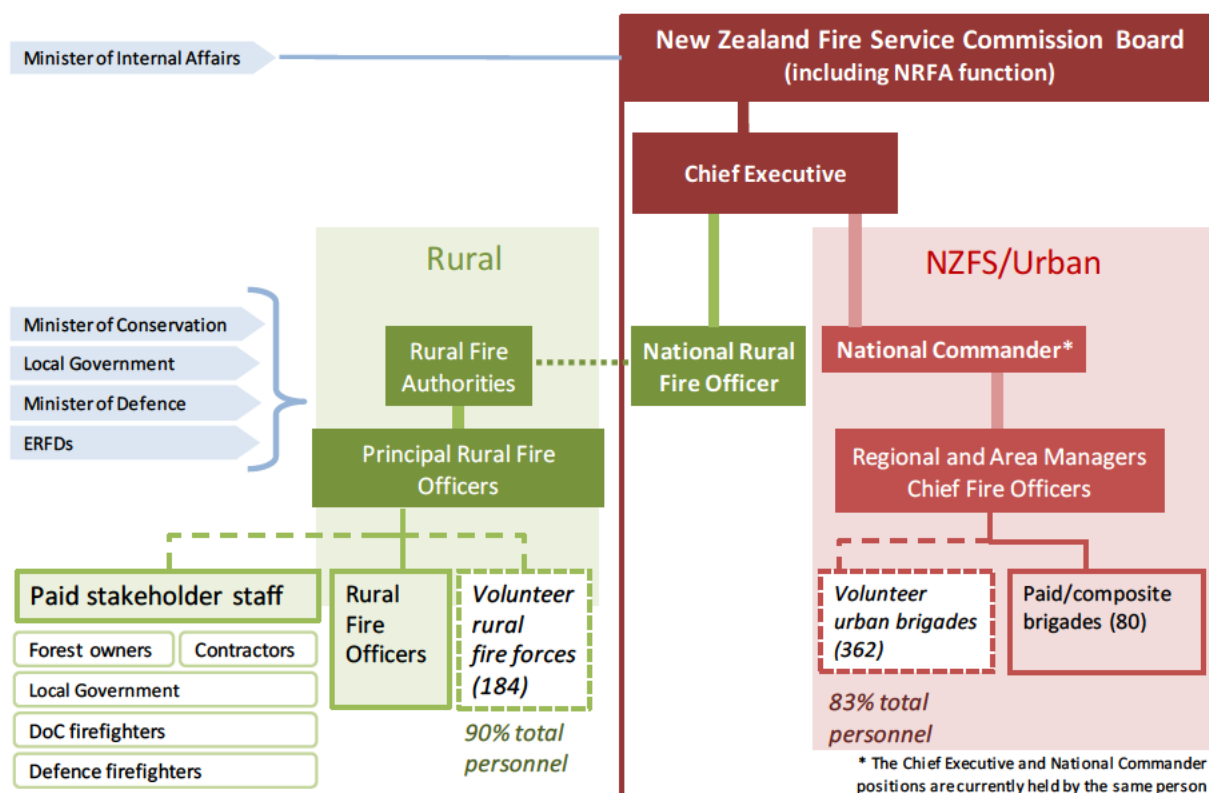 New Zealand Fire Service Commission Board
(including NRFA function)
Minister of Internal Affairs
Chief Executive
Rural
NZFS/Urban
Minister of Conservation
Local Government
Minister of Defence
ERFDs
Rural Fire
Authorities
National Rural
Fire Officer
National Commander*
Principal Rural Fire
Officers
Regional and Area Managers
Chief Fire Officers
Paid stakeholder staff
Forest owners
Contractors
Local Government
DoC firefighters
Defence firefighters
Rural
Fire
Officers
Volunteer
rural
fire forces
(184)
90% total
personnel
Volunteer
urban brigades
(362)
83% total
personnel
Paid/composite
brigades (80)
* The Chief Executive and National Commander
positions are currently held by the same person